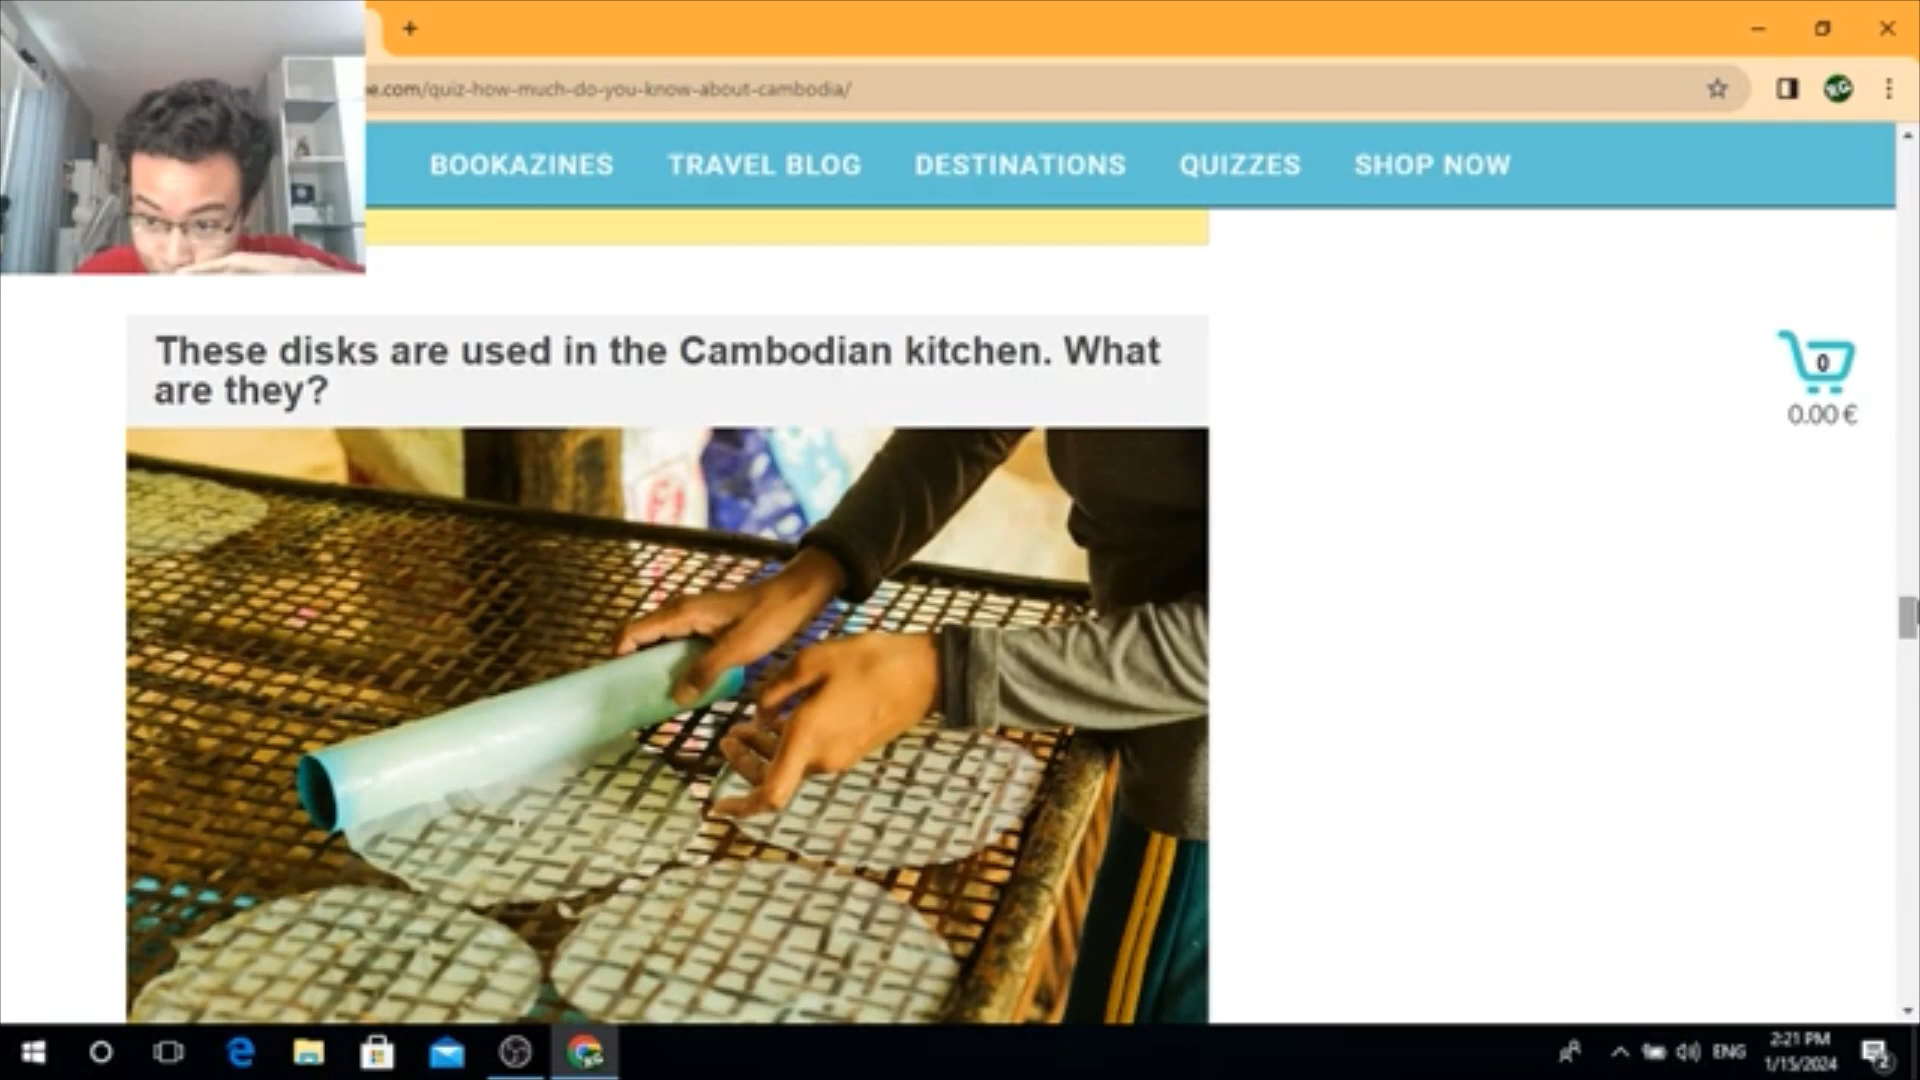 e.com/quiz-how-much-do-you-know-about-cambodia/
BOOKAZINES TRAVEL BLOG DESTINATIONS QUIZZES SHOP NOW
These disks are used in the Cambodian kitchen. What
are they?
0
0.00 €
ENG
2:21 PM
1/15/2024
2